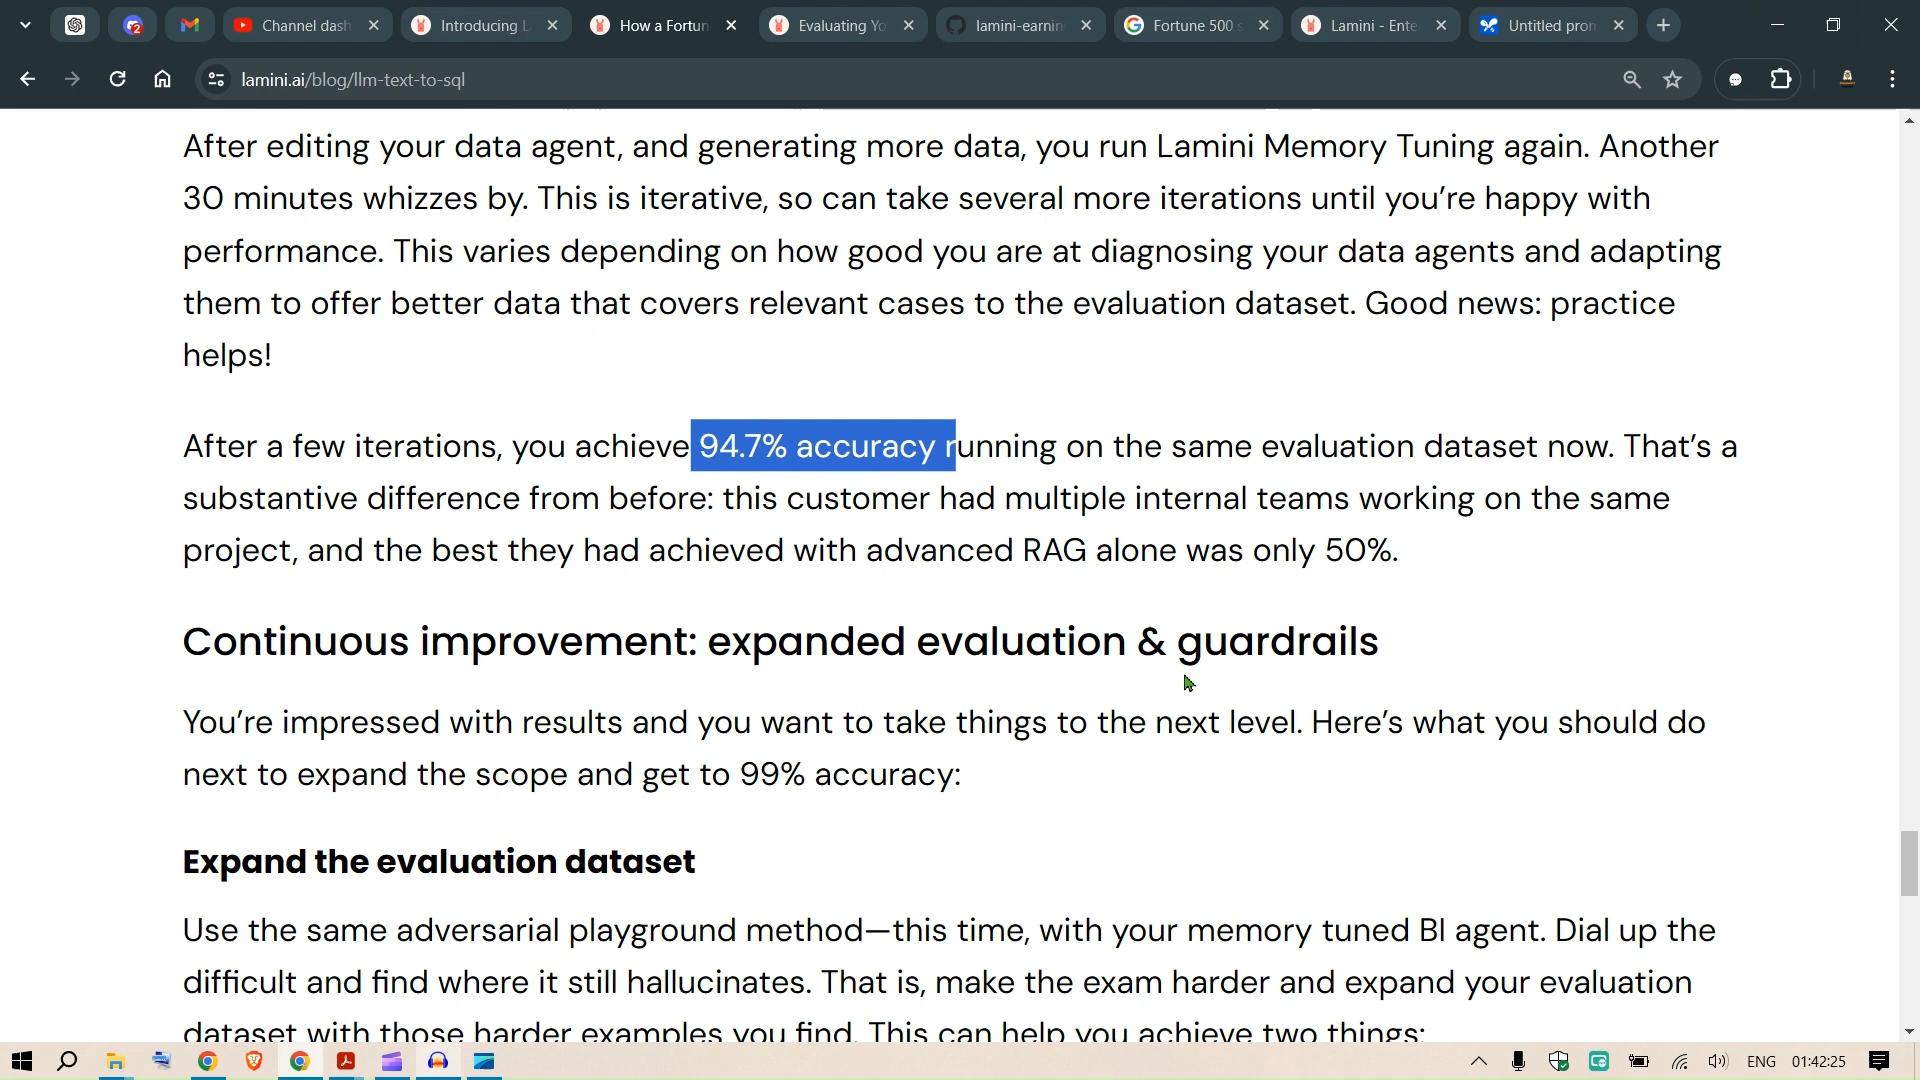 Channel dash
Introducing L
How a Fortun
Evaluating Yo
lamini-earnin
Fortune 500 s
Lamini - Ente
Untitled pron
lamini.ai/blog/llm-text-to-sql
After editing your data agent, and generating more data, you run Lamini Memory Tuning again. Another
30 minutes whizzes by. This is iterative, so can take several more iterations until you’re happy with
performance. This varies depending on how good you are at diagnosing your data agents and adapting
them to offer better data that covers relevant cases to the evaluation dataset. Good news: practice
helps!
After a few iterations, you achieve 94.7% accuracy running on the same evaluation dataset now. That’s a
substantive difference from before: this customer had multiple internal teams working on the same
project, and the best they had achieved with advanced RAG alone was only 50%.
Continuous improvement: expanded evaluation & guardrails
You’re impressed with results and you want to take things to the next level. Here’s what you should do
next to expand the scope and get to 99% accuracy:
Expand the evaluation dataset
Use the same adversarial playground method—this time, with your memory tuned BI agent. Dial up the
difficult and find where it still hallucinates. That is, make the exam harder and expand your evaluation
dataset with those harder examples you find. This can help you achieve two things:
ENG 01:42:25